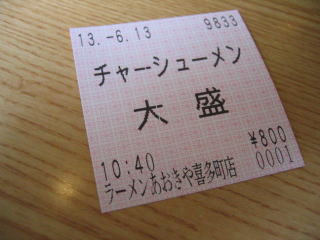 13.-6.13 9833
チャーシューメン
大盛
¥800
10:40 0001
ラーメンあおきや喜多町店